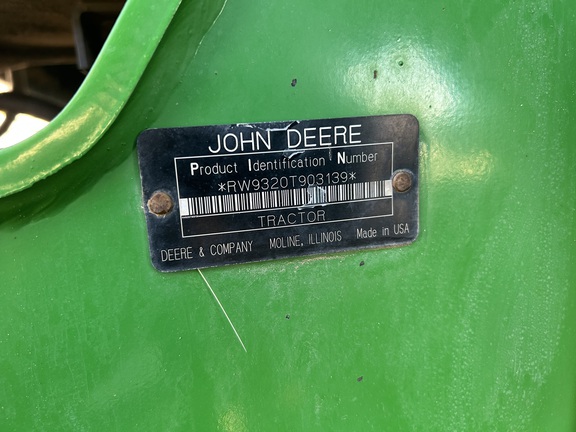 JOHN DEERE
Product Identification Number
*RW9320T903139*
TRACTOR
DEERE & COMPANY MOLINE, ILLINOIS Made in USA